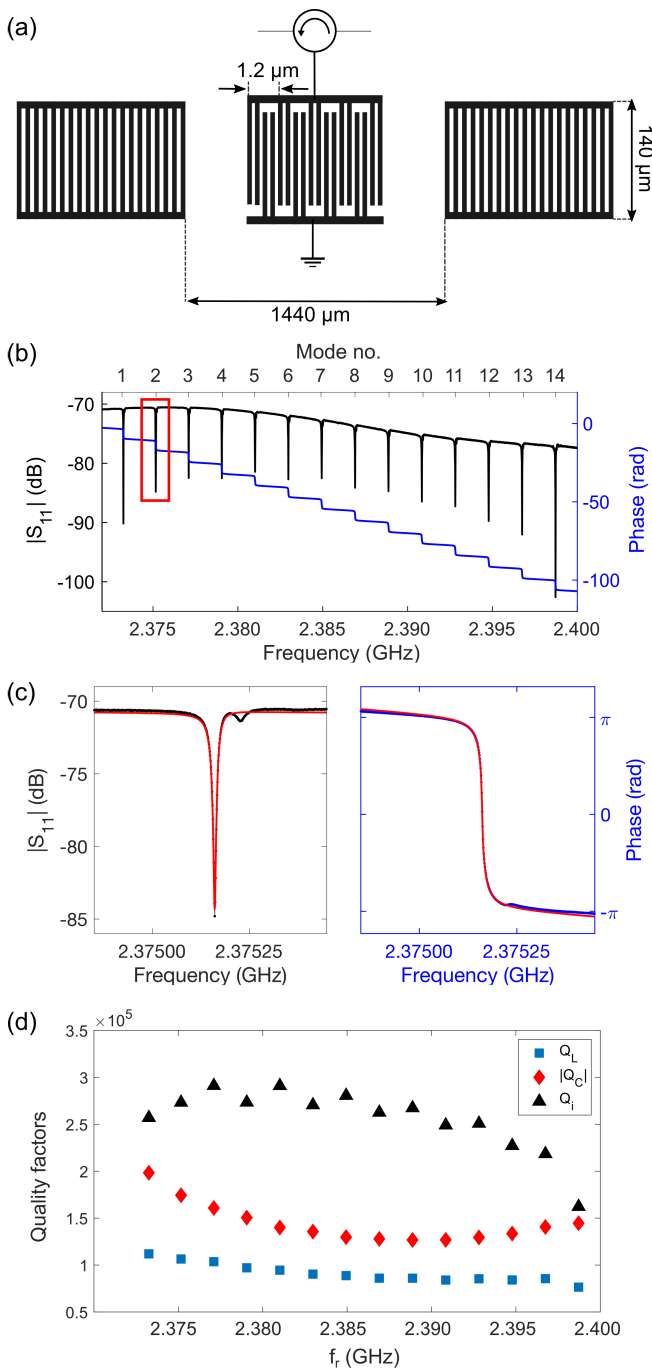 (a)
1.2 μm
140 μm
1440 μm
(b)
Mode no.
1 2 3 4 5 6 7 8 9 10 11 12 13 14
-70
-80
-90
-100
|S11| (dB)
0
-50
-100
Phase (rad)
2.375 2.380 2.385 2.390 2.395 2.400
Frequency (GHz)
(c)
-70
-75
-80
-85
|S11| (dB)
2.37500 2.37525
Frequency (GHz)
π
0
-π
Phase (rad)
2.37500 2.37525
Frequency (GHz)
(d)
×10^5
3.5
3
2.5
2
1.5
1
0.5
Quality factors
Q_L
|Q_C|
Q_i
2.375 2.380 2.385 2.390 2.395 2.400
f_r (GHz)